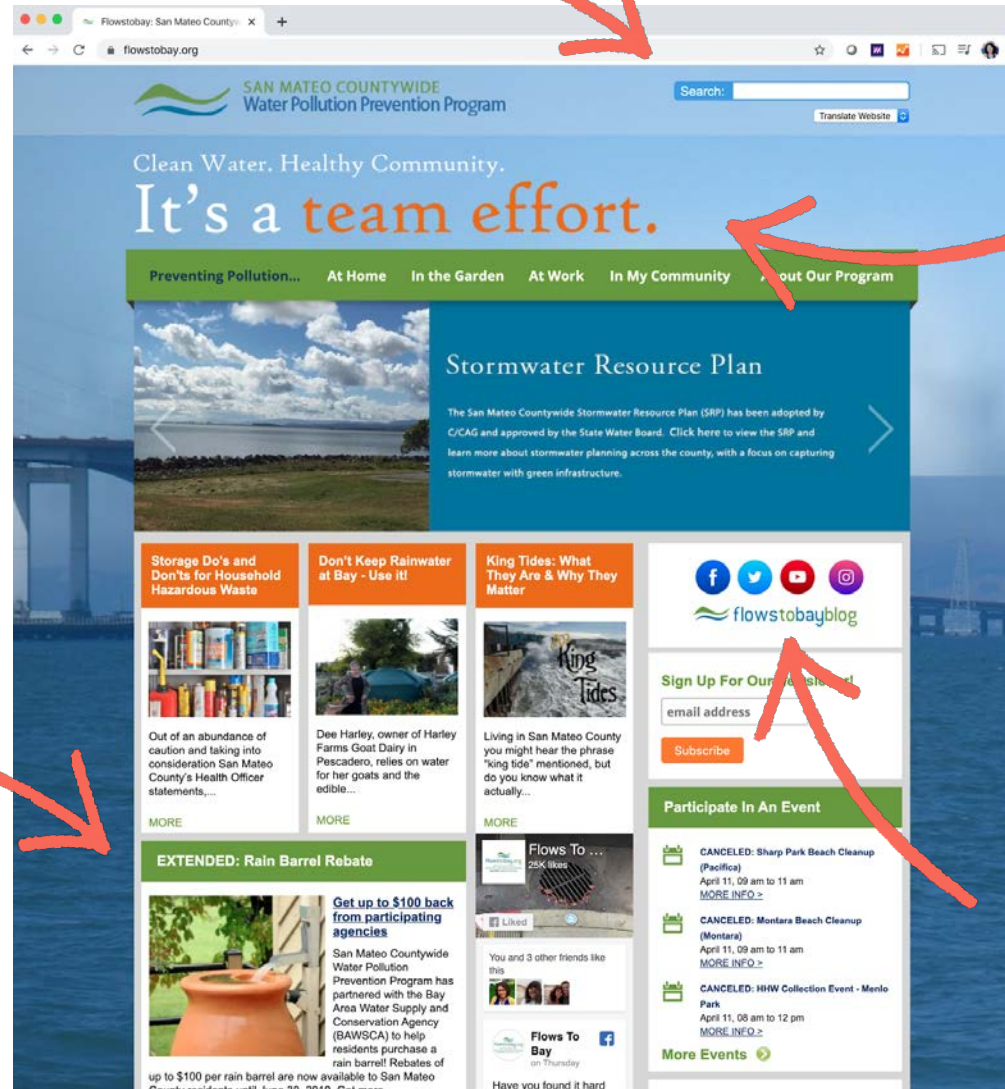 Flowstobay: San Mateo County
flowstobay.org
SAN MATEO COUNTYWIDE
Water Pollution Prevention Program
Search:
Translate Website
Clean Water. Healthy Community.
It's a team effort.
Preventing Pollution... At Home In the Garden At Work In My Community About Our Program
Stormwater Resource Plan
The San Mateo Countywide Stormwater Resource Plan (SRP) has been adopted by
C/CAG and approved by the State Water Board. Click here to view the SRP and
learn more about stormwater planning across the county, with a focus on capturing
stormwater with green infrastructure.
Storage Do's and
Don'ts for Household
Hazardous Waste
Out of an abundance of
caution and taking into
consideration San Mateo
County's Health Officer
statements,...
MORE
Don't Keep Rainwater
at Bay - Use it!
Dee Harley, owner of Harley
Farms Goat Dairy in
Pescadero, relies on water
for her goats and the
edible...
MORE
King Tides: What
They Are & Why They
Matter
King
Tides
Living in San Mateo County
you might hear the phrase
"king tide" mentioned, but
do you know what it
actually...
MORE
flowstobayblog
Sign Up For Our Newsletter!
email address
Subscribe
Participate In An Event
CANCELED: Sharp Park Beach Cleanup
(Pacifica)
April 11, 09 am to 11 am
MORE INFO >
CANCELED: Montara Beach Cleanup
(Montara)
April 11, 09 am to 11 am
MORE INFO >
CANCELED: HHW Collection Event - Menlo
Park
April 11, 08 am to 12 pm
MORE INFO >
More Events
EXTENDED: Rain Barrel Rebate
Get up to $100 back
from participating
agencies
San Mateo Countywide
Water Pollution
Prevention Program has
partnered with the Bay
Area Water Supply and
Conservation Agency
(BAWSCA) to help
residents purchase a
rain barrel! Rebates of
up to $100 per rain barrel are now available to San Mateo
County residents until June 30, 2019. Get more
Flows To ...
25K likes
Liked
You and 3 other friends like
this
Flows To
Bay
on Thursday
Have you found it hard